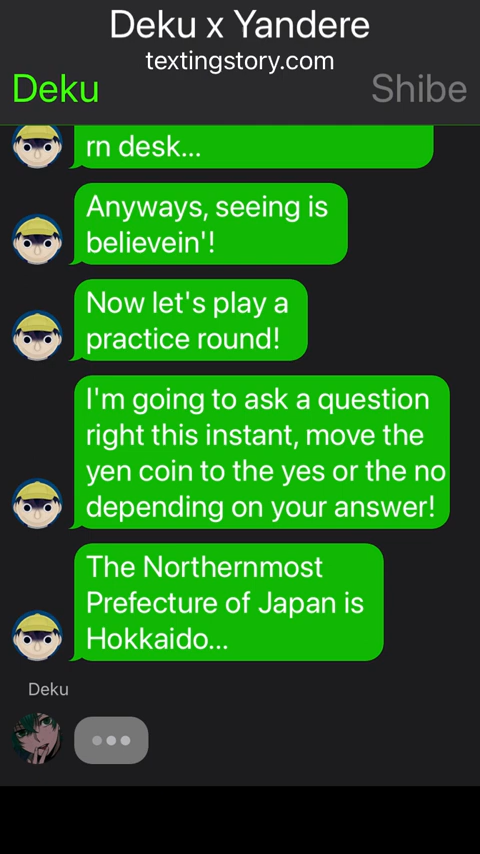 Deku x Yandere
textingstory.com
Deku
Shibe
rn desk...
Anyways, seeing is
believein'!
Now let's play a
practice round!
I'm going to ask a question
right this instant, move the
yen coin to the yes or the no
depending on your answer!
The Northernmost
Prefecture of Japan is
Hokkaido...
Deku